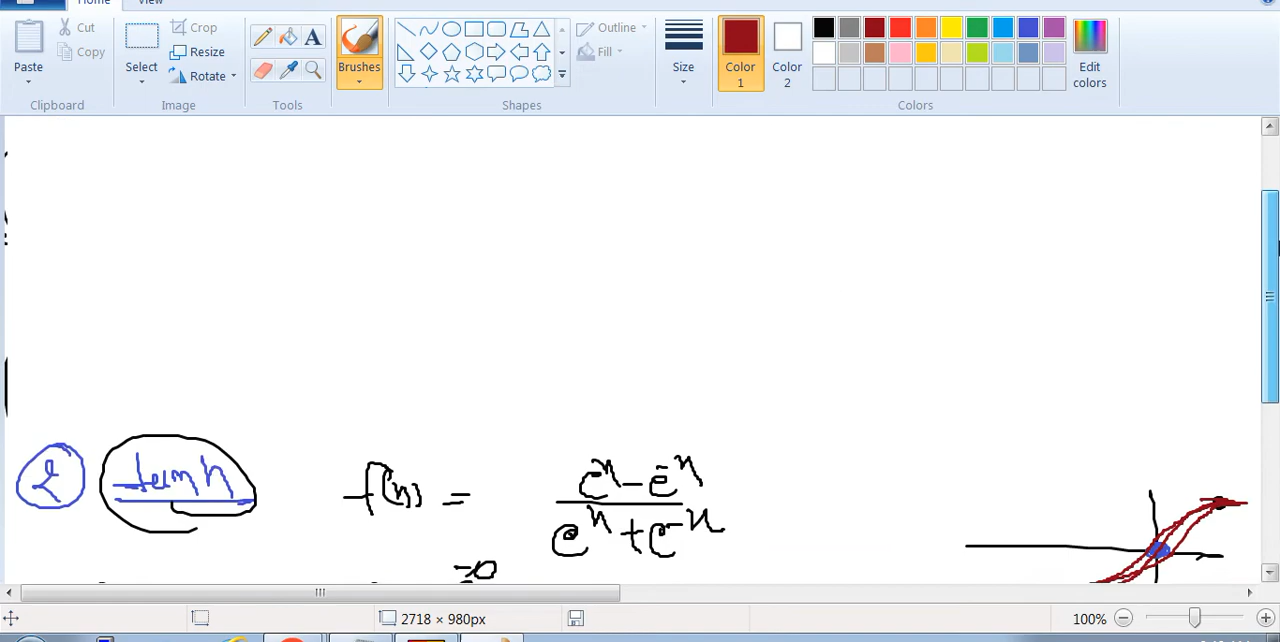 Home View
Paste
Clipboard
Select
Crop
Resize
Rotate
Image
Tools
Brushes
Outline
Fill
Shapes
Size
Color 1
Color 2
Edit colors
Colors
Cut
Copy
2 tanh f(x) = e^x - e^-x
e^x + e^-x
-0
2718 × 980px
100%